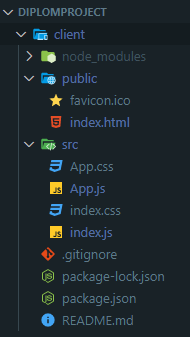 DIPLOMPROJECT
client
node_modules
public
favicon.ico
index.html
src
App.css
App.js
index.css
index.js
.gitignore
package-lock.json
package.json
README.md